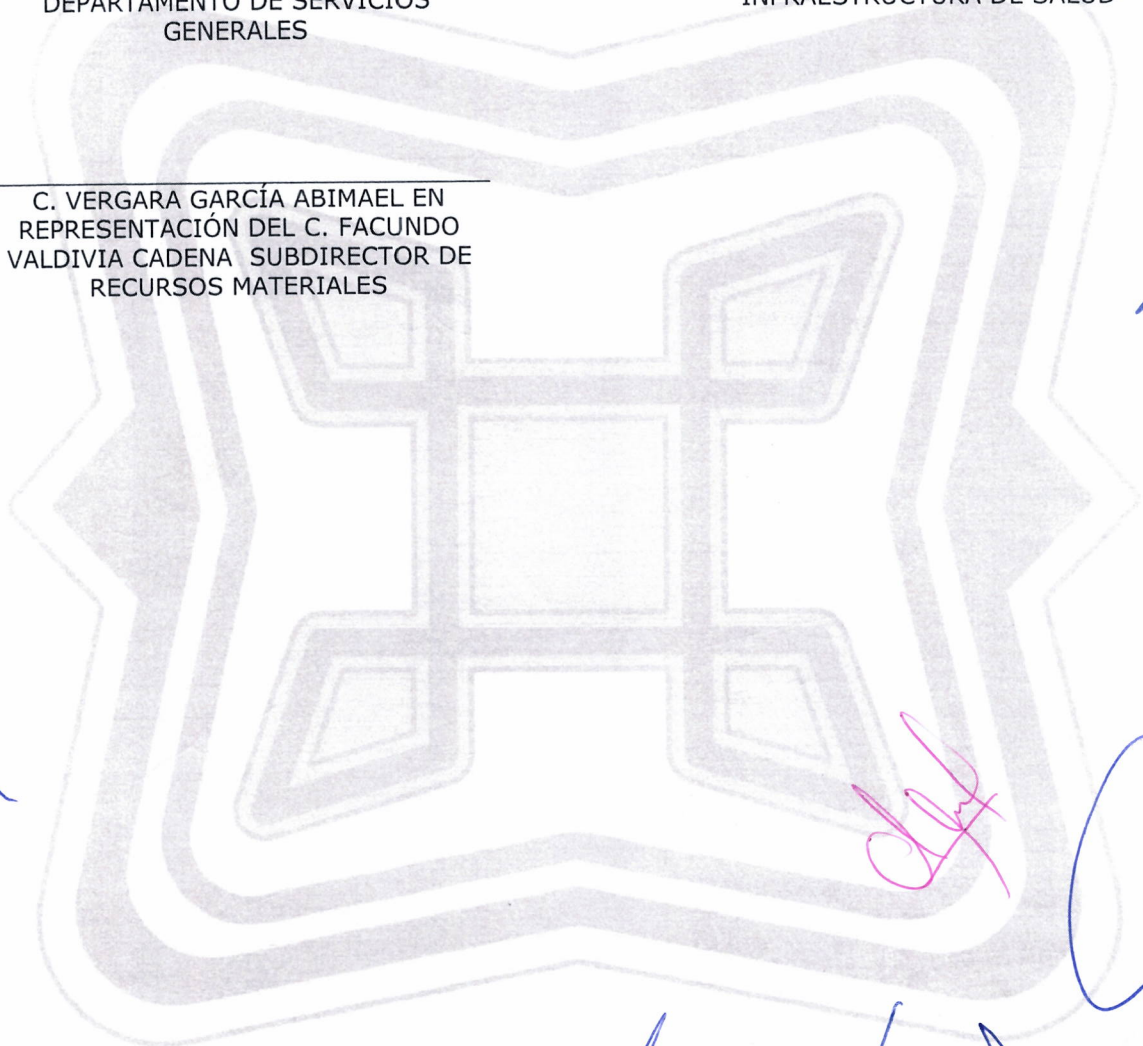 DEPARTAMENTO DE SERVICIOS
GENERALES
INFRAESTRUCTURA DE SALUD
C. VERGARA GARCÍA ABIMAEL EN
REPRESENTACIÓN DEL C. FACUNDO
VALDIVIA CADENA SUBDIRECTOR DE
RECURSOS MATERIALES